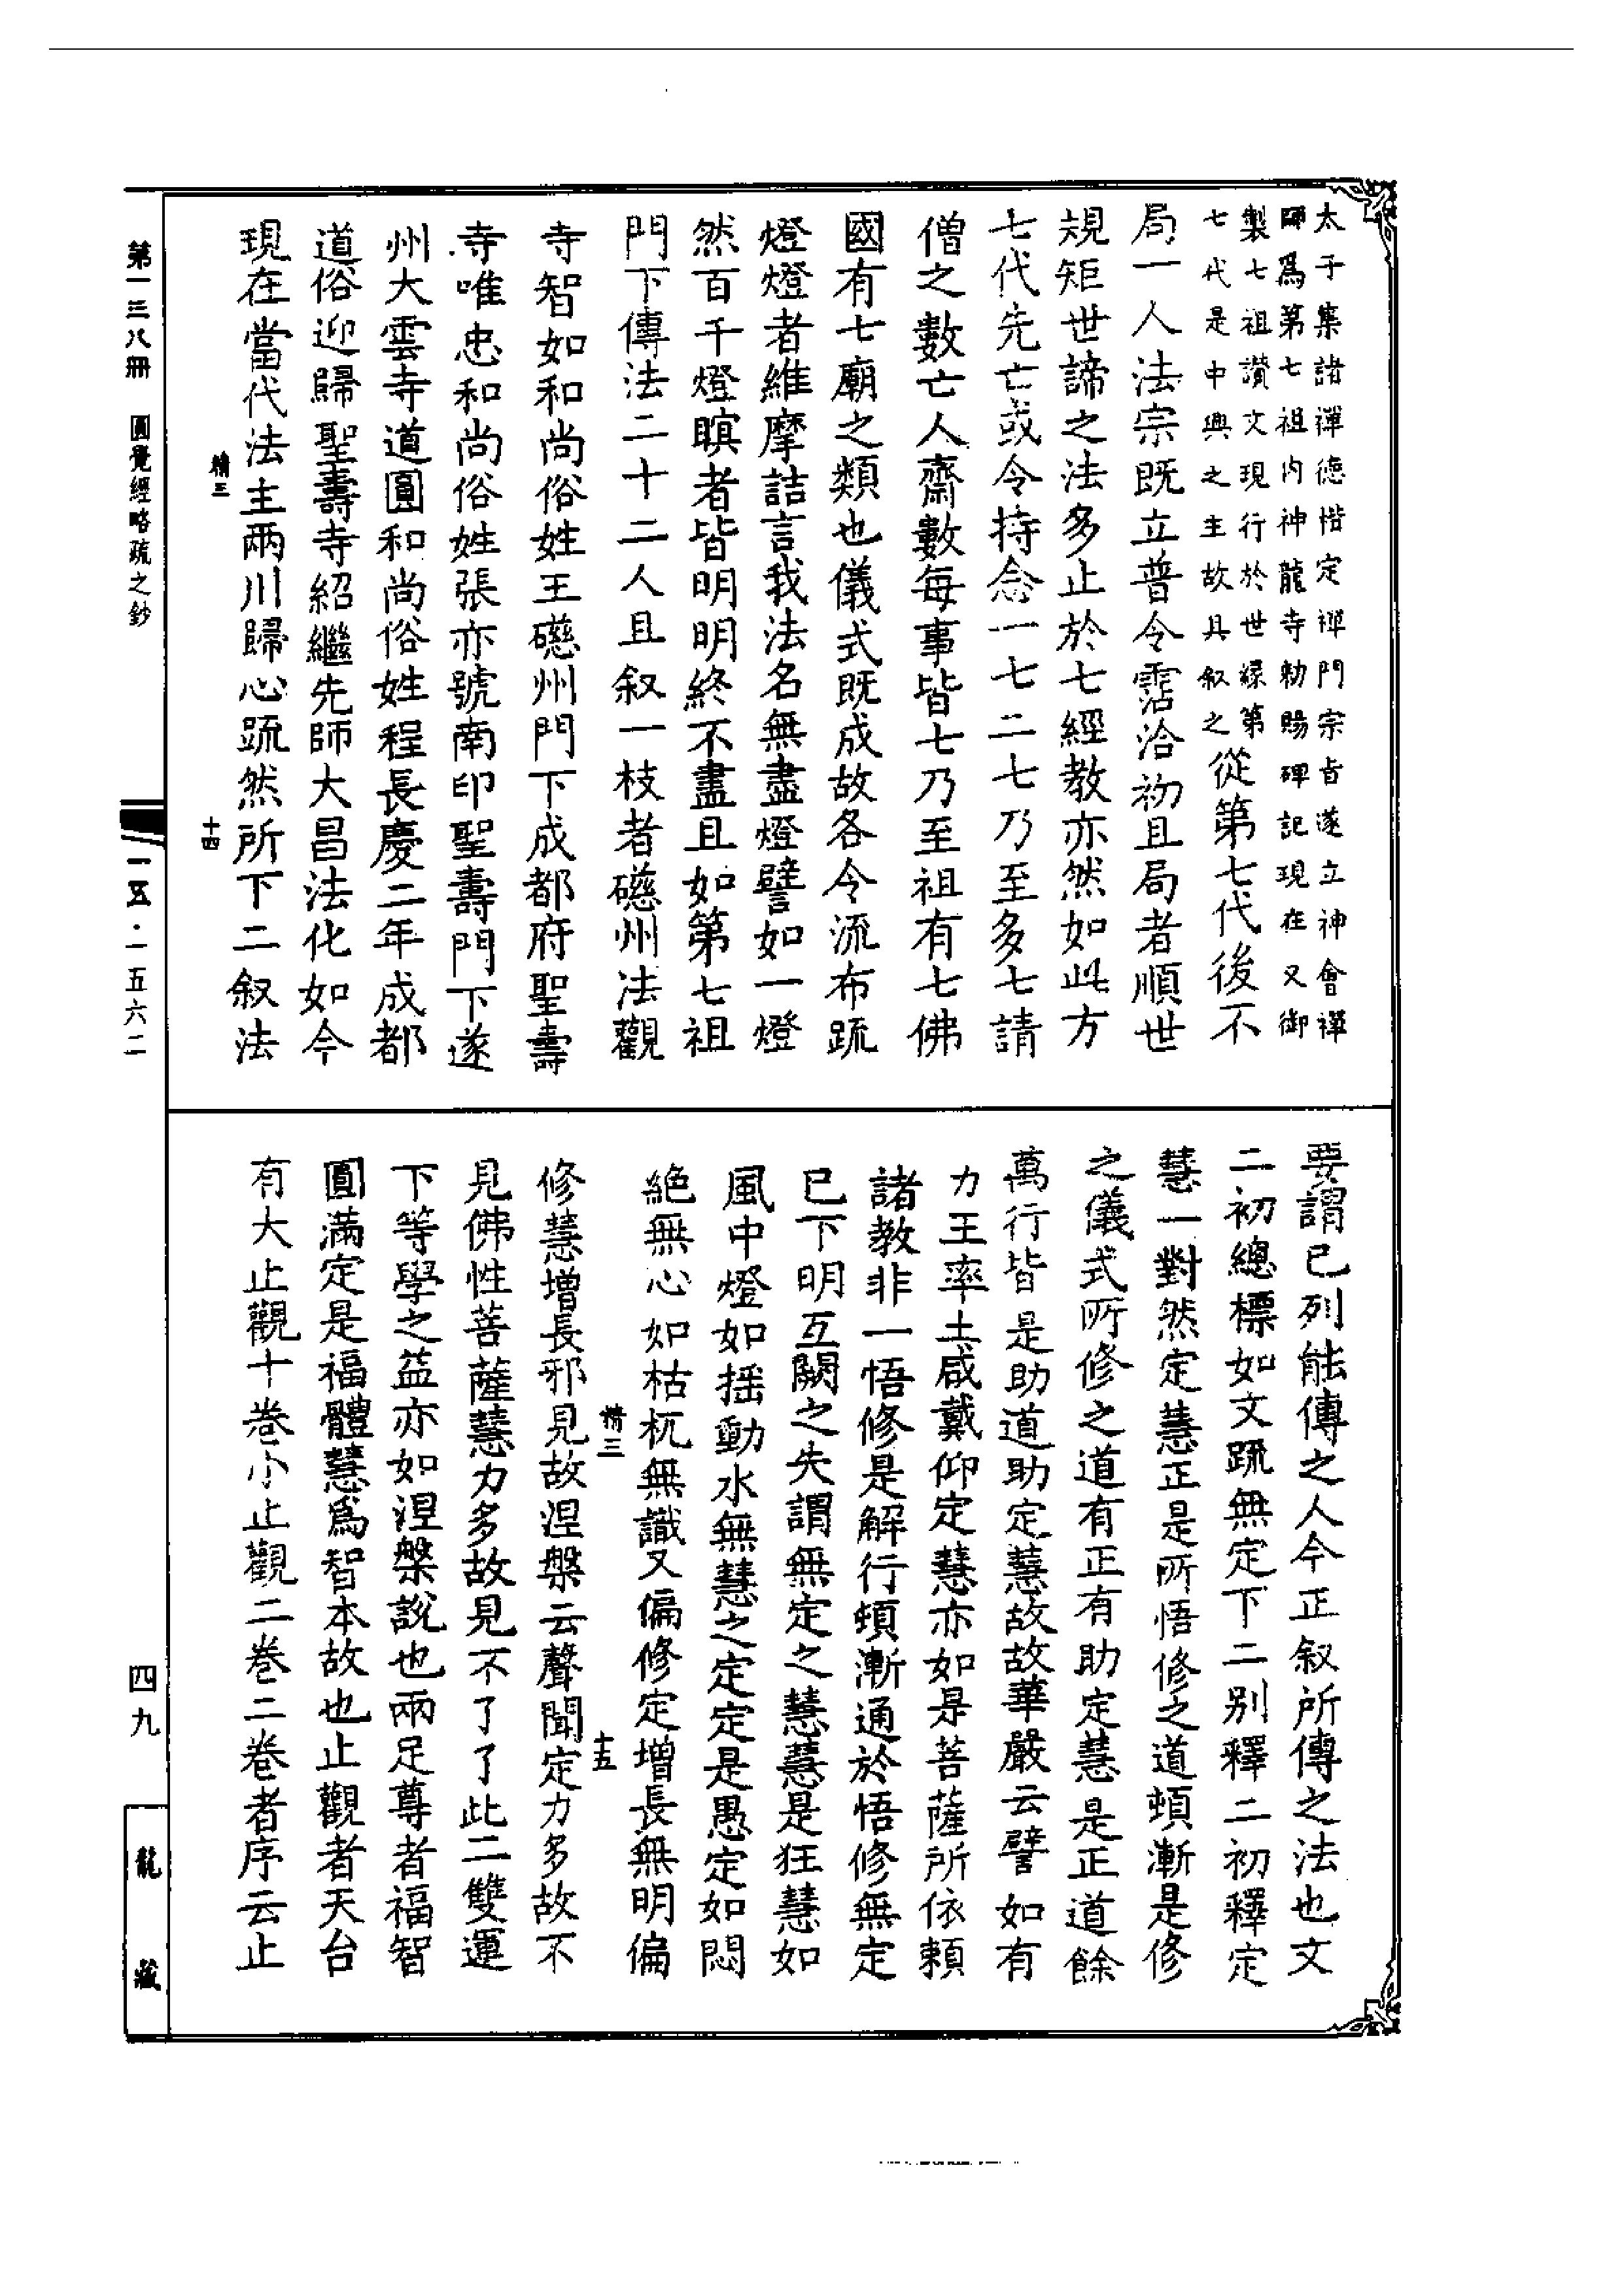 太子集諸禪德楷定禪門宗旨遂立神會禪
師爲第七祖內神龍寺勅賜碑記現在又御
製七祖讚文現行於世緣第
七代是中興之主故具叙之從第七代後不
局一人法宗既立普令霑洽初且局者順世
規矩世諦之法多止於七經教亦然如此方
七代先亡或令持念一七二七乃至多七請
僧之數亡人齋數每事皆七乃至祖有七佛
國有七廟之類也儀式既成故各令流布疏
燈燈者維摩詰言我法名無盡燈譬如一燈
然百千燈暝者皆明明終不盡且如第七祖
門下傳法二十二人且叙一枝者磁州法觀
寺智如和尚俗姓王磁州門下成都府聖壽
寺唯忠和尚俗姓張亦號南印聖壽門下遂
州大雲寺道圓和尚俗姓程長慶二年成都
道俗迎歸聖壽寺紹繼先師大昌法化如今
現在當代法主兩川歸心疏然所下二叙法
精三
十四
要謂已列能傳之人今正叙所傳之法也文
二初總標如文疏無定下二別釋二初釋定
慧一對然定慧正是所悟修之道頓漸是修
之儀式所修之道有正有助定慧是正道餘
萬行皆是助道助定慧故故華嚴云譬如有
力王率土咸戴仰定慧亦如是菩薩所依賴
諸教非一悟修是解行頓漸通於悟修無定
已下明互闕之失謂無定之慧慧是狂慧如
風中燈如搖動水無慧之定定是愚定如悶
絕無心如枯杌無識又偏修定增長無明偏
精三
十五
修慧增長邪見故涅槃云聲聞定力多故不
見佛性菩薩慧力多故見不了了此二雙運
下等學之益亦如涅槃說也兩足尊者福智
圓滿定是福體慧爲智本故也止觀者天台
有大止觀十卷小止觀二卷二卷者序云止
第一三八冊 圓覺經略疏之鈔
一五·一五六二
四九
龍藏